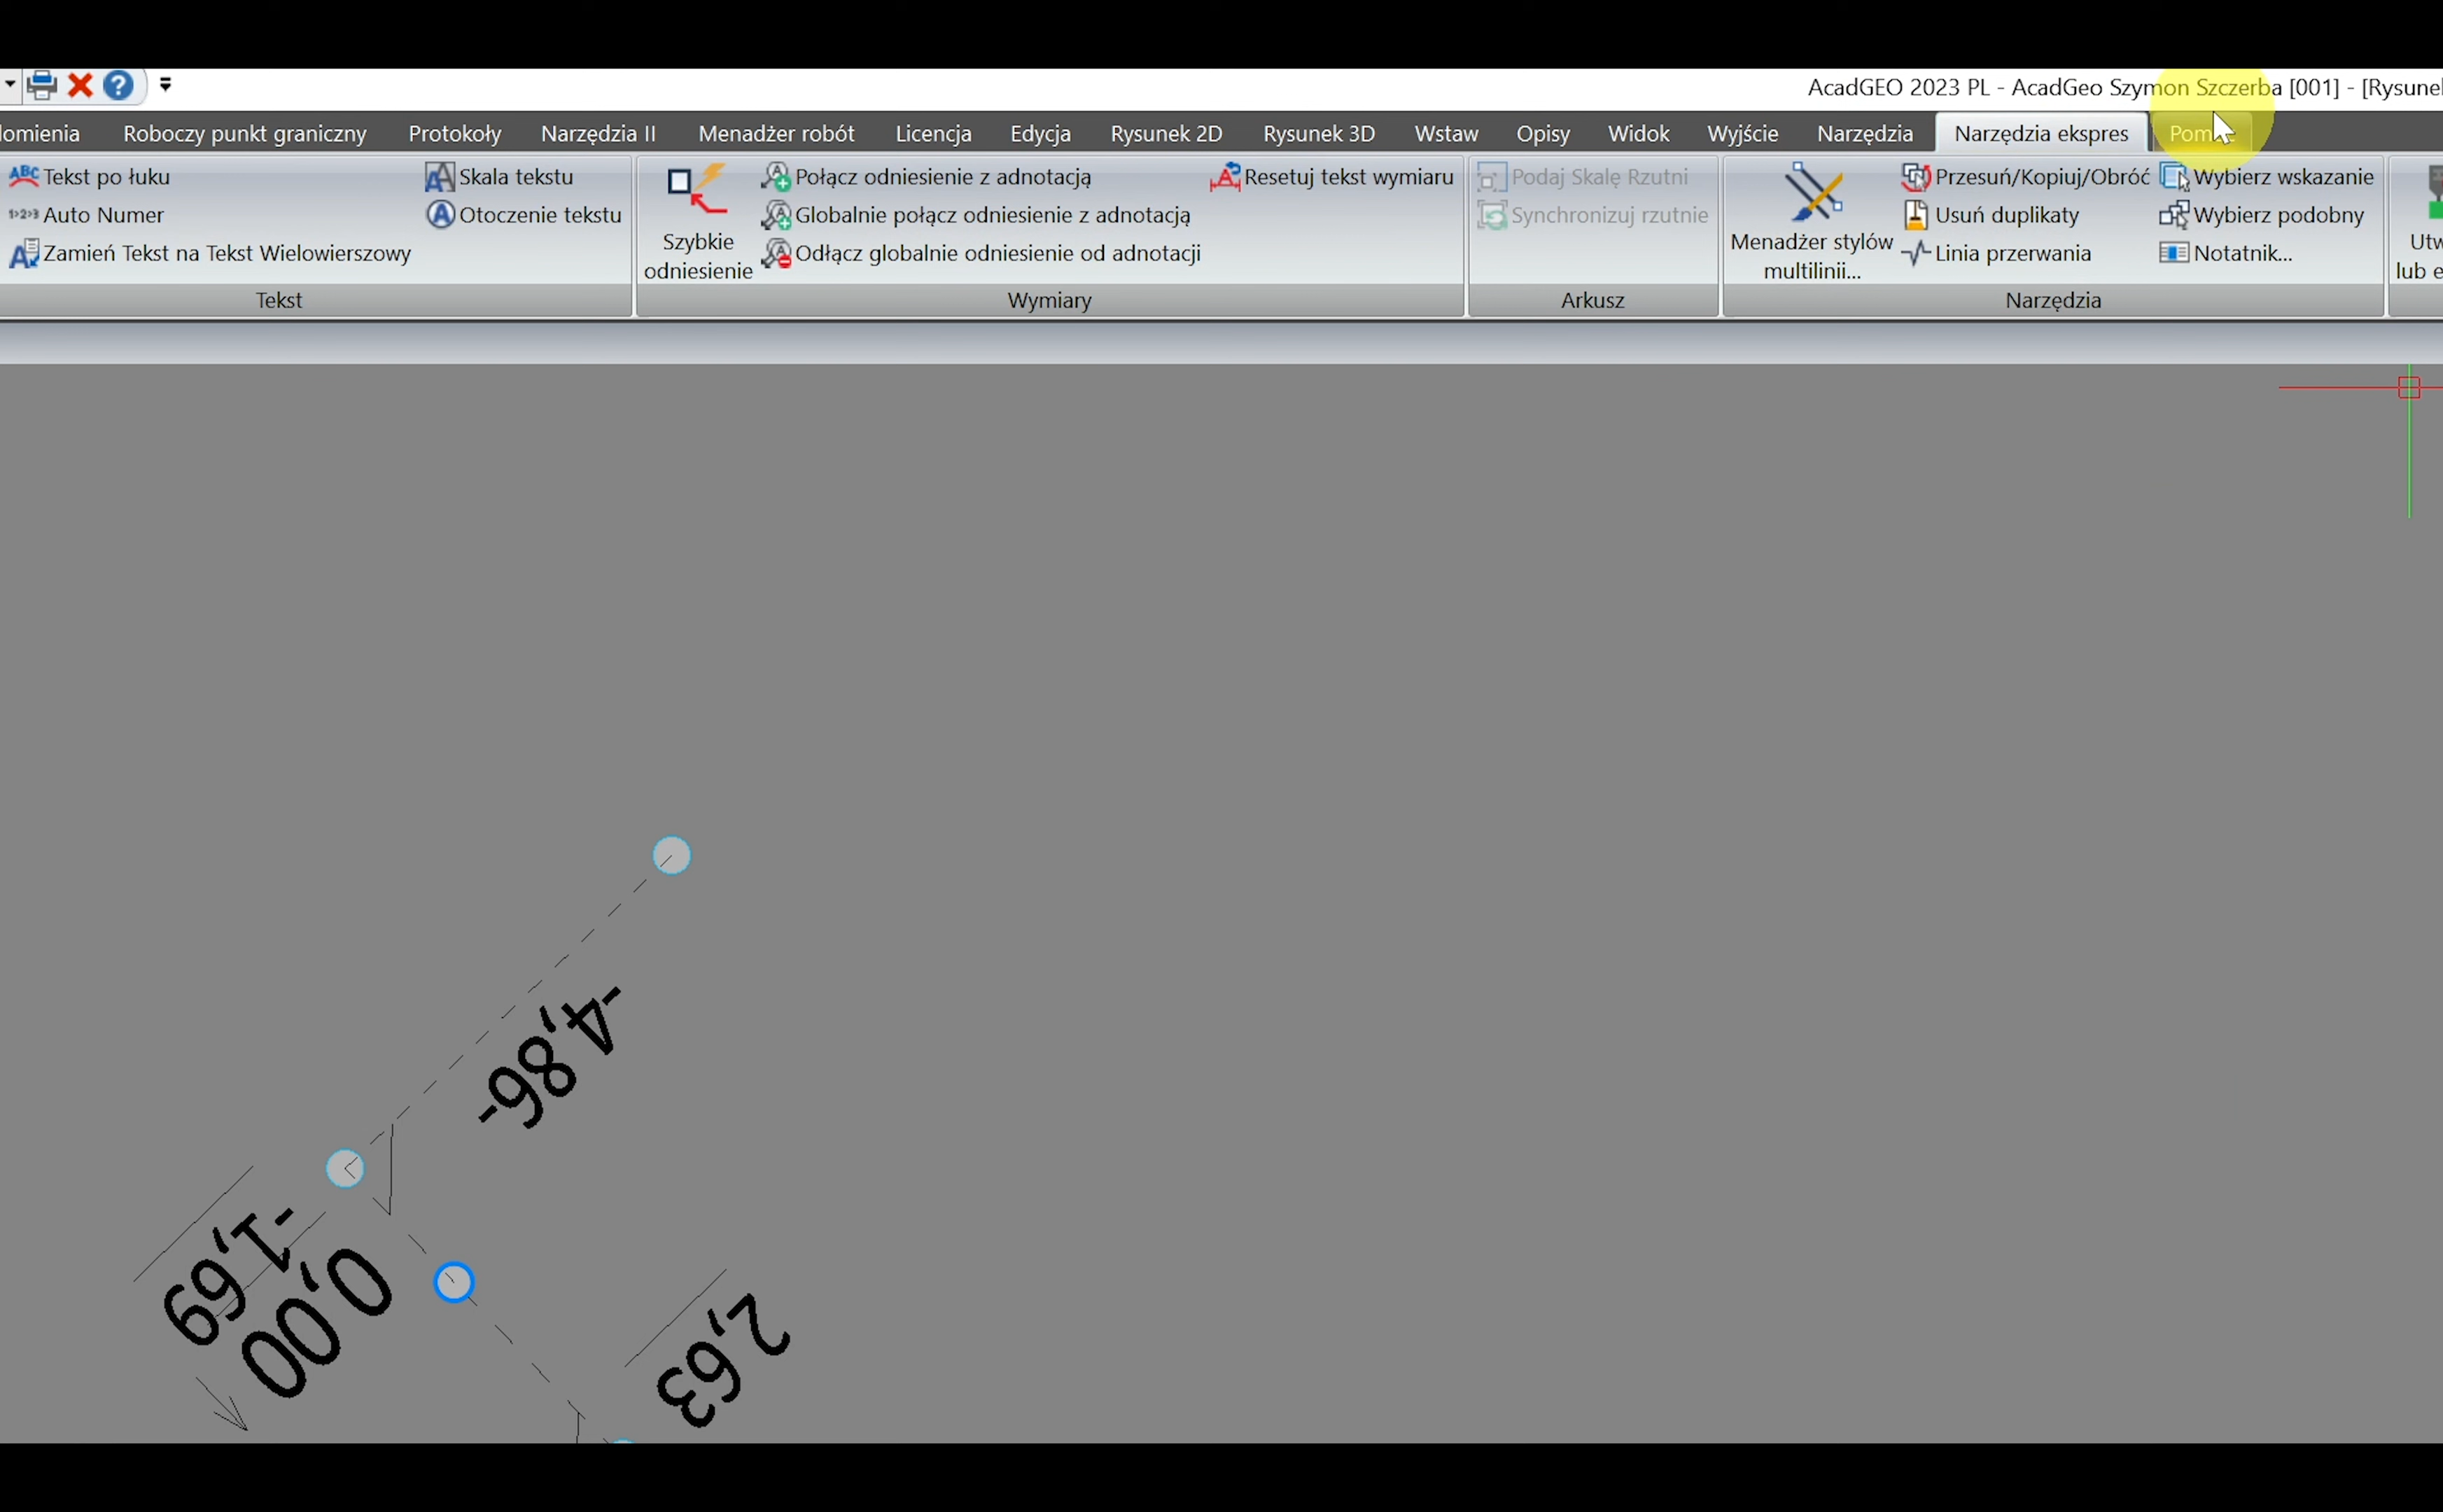 AcadGEO 2023 PL - AcadGeo Szymon Szczerba [001] - [Rysunek
Roboczy punkt graniczny Protokoły Narzędzia II Menadżer robót Licencja Edycja Rysunek 2D Rysunek 3D Wstaw Opisy Widok Wyjście Narzędzia Narzędzia ekspres
Tekst po łuku
Auto Numer
Zamień Tekst na Tekst Wielowierszowy
Skala tekstu
Otoczenie tekstu
Tekst
Szybkie
odniesienie
Połącz odniesienie z adnotacją
Globalnie połącz odniesienie z adnotacją
Odłącz globalnie odniesienie od adnotacji
Resetuj tekst wymiaru
Wymiary
Podaj Skalę Rzutni
Synchronizuj rzutnie
Arkusz
Menadżer stylów
multilinii...
Przesuń/Kopiuj/Obróć
Usuń duplikaty
Linia przerwania
Wybierz wskazanie
Wybierz podobny
Notatnik...
Narzędzia
lub
-4,86-
-1,69
0,00
2,63